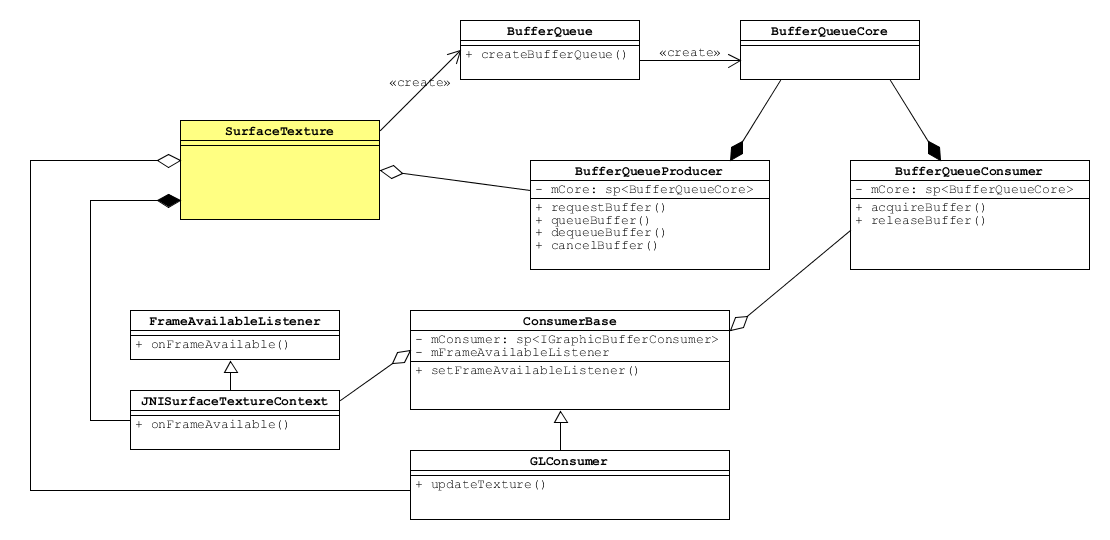 BufferQueue
+ createBufferQueue()
BufferQueueCore
«create»
«create»
SurfaceTexture
BufferQueueProducer
- mCore: sp<BufferQueueCore>
+ requestBuffer()
+ queueBuffer()
+ dequeueBuffer()
+ cancelBuffer()
BufferQueueConsumer
- mCore: sp<BufferQueueCore>
+ acquireBuffer()
+ releaseBuffer()
FrameAvailableListener
+ onFrameAvailable()
ConsumerBase
- mConsumer: sp<IGraphicBufferConsumer>
- mFrameAvailableListener
+ setFrameAvailableListener()
JNISurfaceTextureContext
+ onFrameAvailable()
GLConsumer
+ updateTexture()